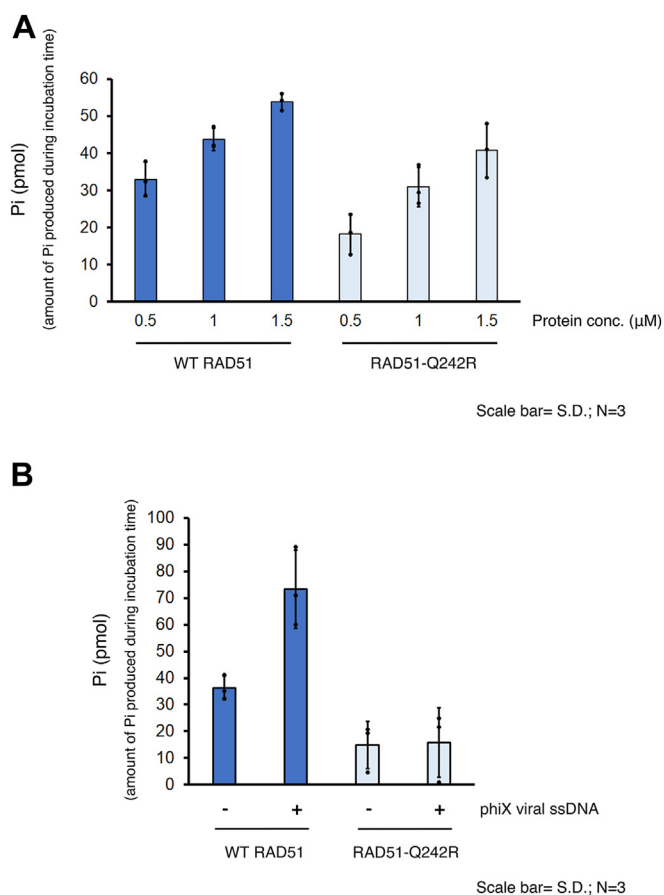 A
Pi (pmol)
(amount of Pi produced during incubation time)
60
50
40
30
20
10
0
0.5 1 1.5 0.5 1 1.5 Protein conc. (µM)
WT RAD51 RAD51-Q242R
Scale bar= S.D.; N=3
B
Pi (pmol)
(amount of Pi produced during incubation time)
100
90
80
70
60
50
40
30
20
10
0
- + - + phiX viral ssDNA
WT RAD51 RAD51-Q242R
Scale bar= S.D.; N=3